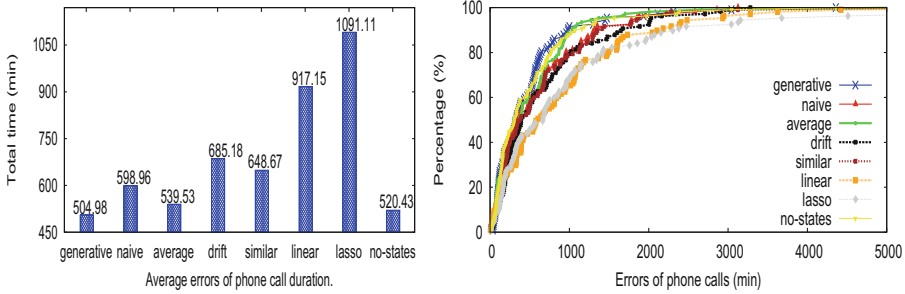 Total time (min)
1050
900
750
600
450
504.98
598.96
539.53
685.18
648.67
917.15
1091.11
520.43
generative naive average drift similar linear lasso no-states
Average errors of phone call duration.
Percentage (%)
100
80
60
40
20
0
generative
naive
average
drift
similar
linear
lasso
no-states
0 1000 2000 3000 4000 5000
Errors of phone calls (min)